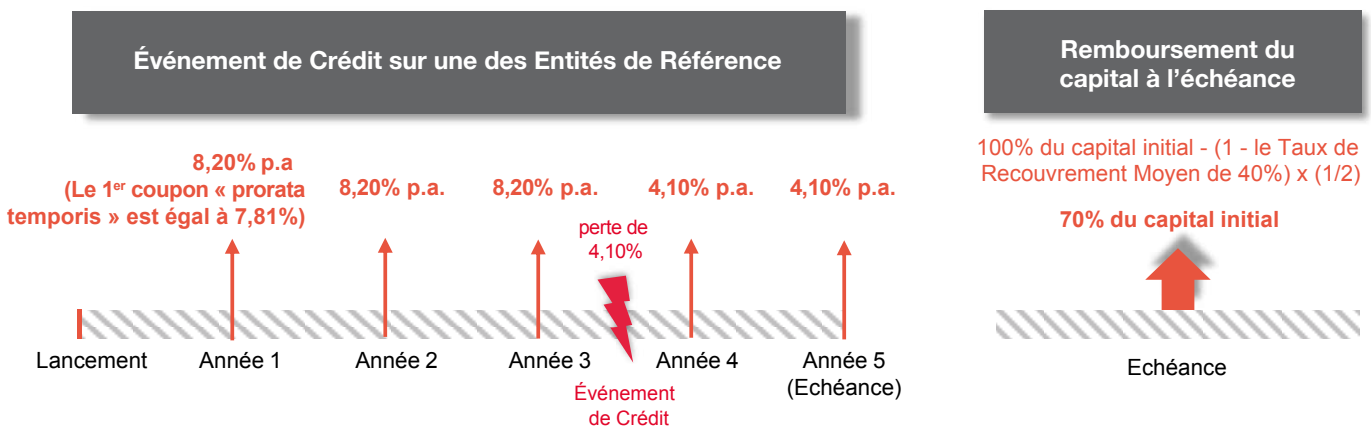 Événement de Crédit sur une des Entités de Référence
Remboursement du
capital à l'échéance
8,20% p.a
(Le 1er coupon « prorata
temporis » est égal à 7,81%)
8,20% p.a.
8,20% p.a.
4,10% p.a.
4,10% p.a.
perte de
4,10%
100% du capital initial - (1 - le Taux de
Recouvrement Moyen de 40%) x (1/2)
70% du capital initial
Lancement
Année 1
Année 2
Année 3
Année 4
Année 5
(Echéance)
Événement
de Crédit
Echéance